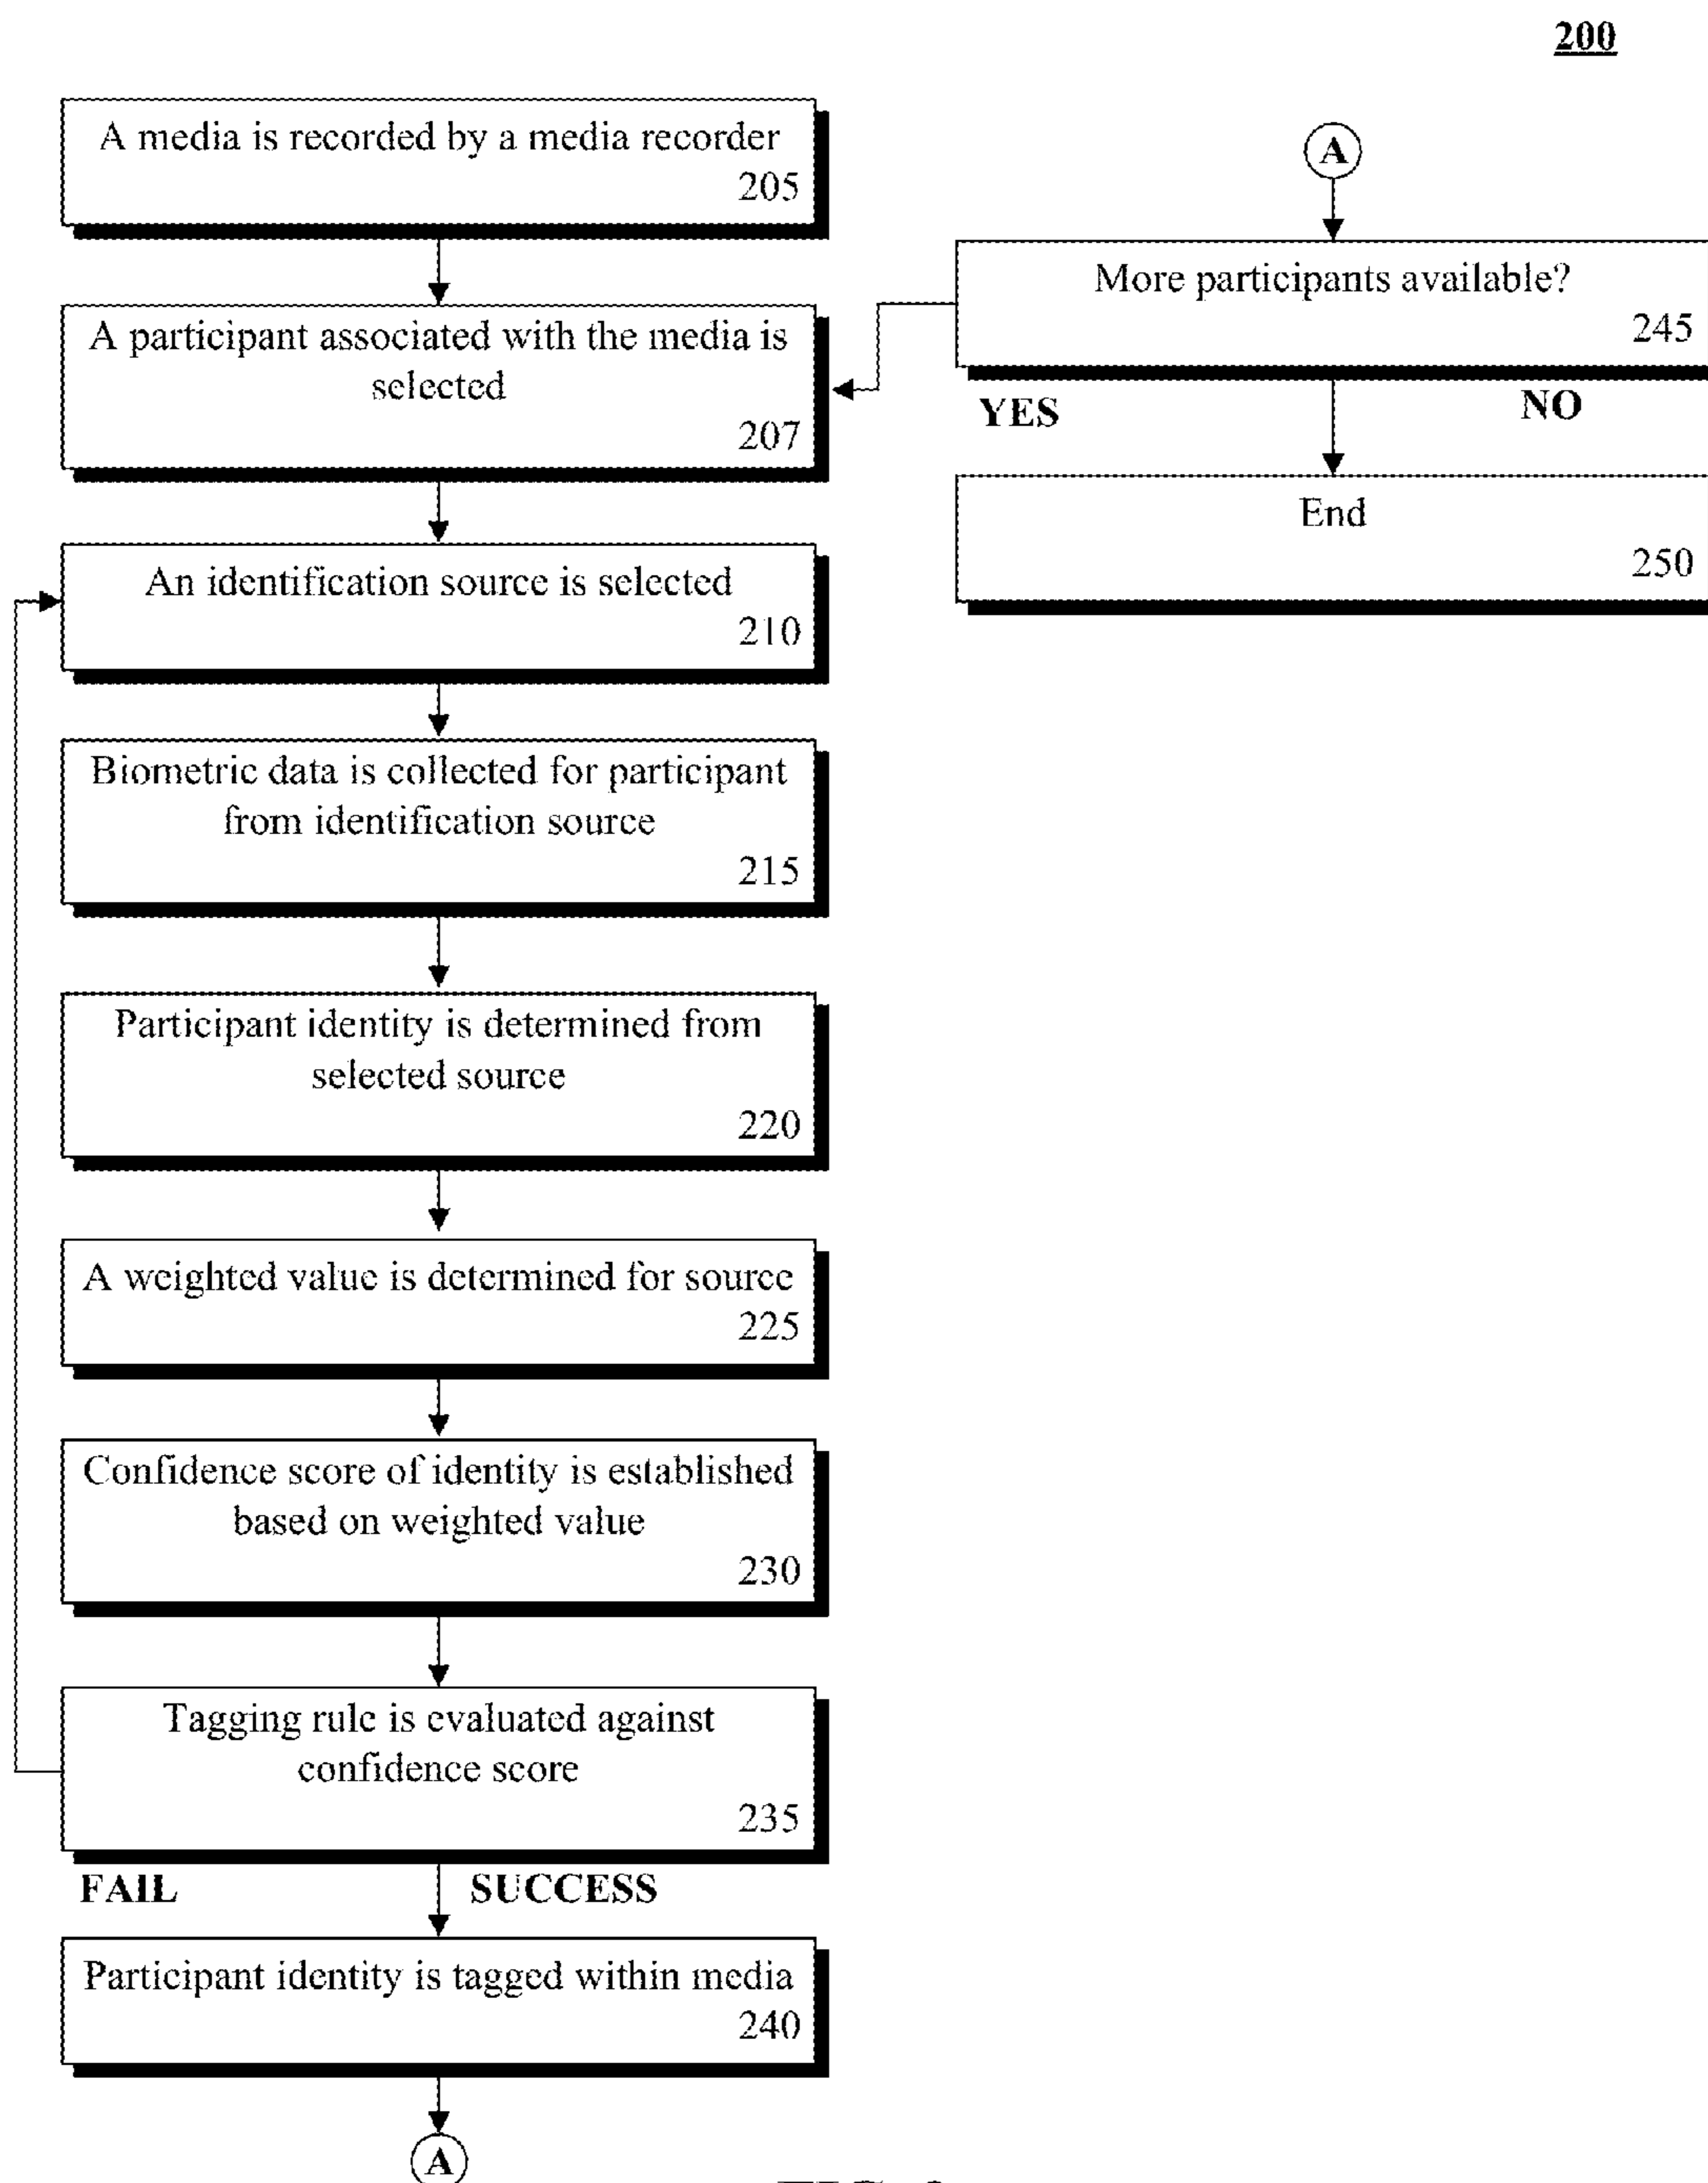 200
A media is recorded by a media recorder
205
A participant associated with the media is
selected
207
An identification source is selected
210
Biometric data is collected for participant
from identification source
215
Participant identity is determined from
selected source
220
A weighted value is determined for source
225
Confidence score of identity is established
based on weighted value
230
Tagging rule is evaluated against
confidence score
235
FAIL
SUCCESS
Participant identity is tagged within media
240
A
A
More participants available?
245
YES
NO
End
250